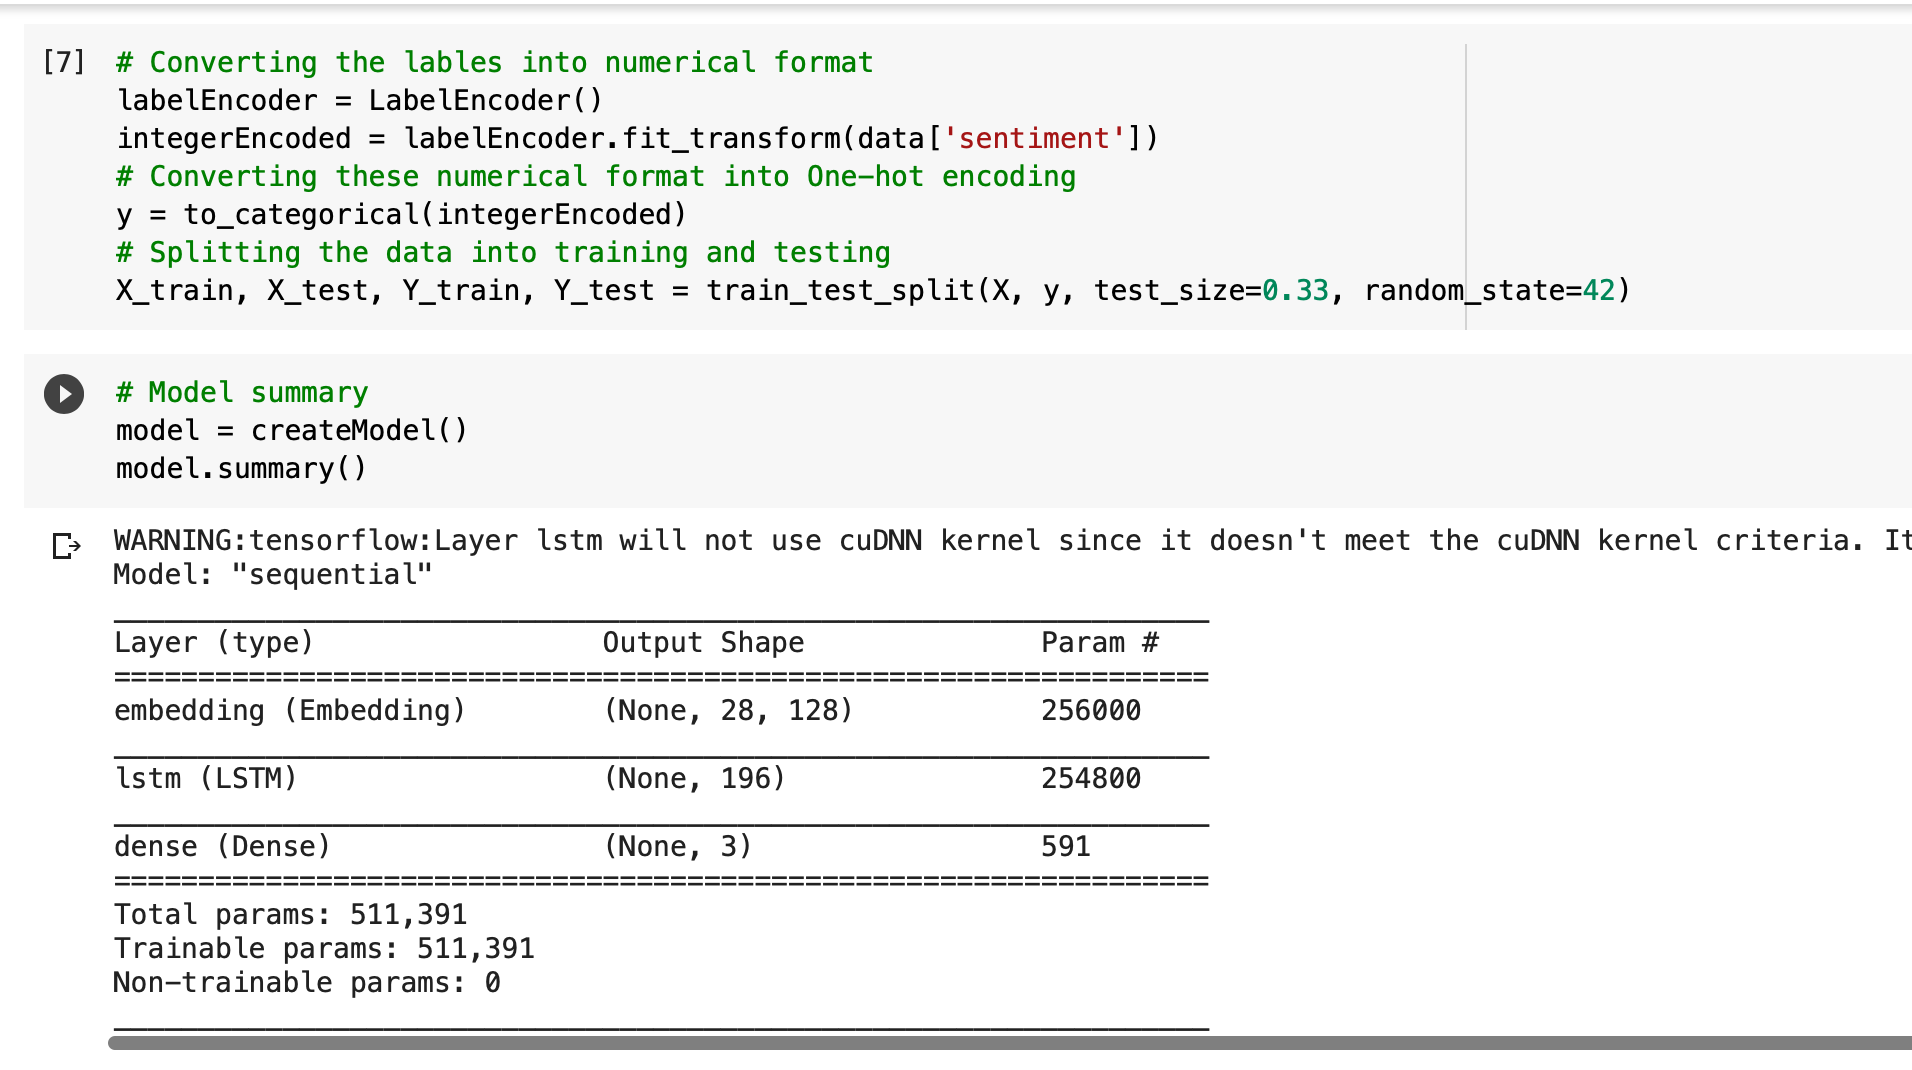 [7] # Converting the lables into numerical format
labelEncoder = LabelEncoder()
integerEncoded = labelEncoder.fit_transform(data['sentiment'])
# Converting these numerical format into One-hot encoding
y = to_categorical(integerEncoded)
# Splitting the data into training and testing
X_train, X_test, Y_train, Y_test = train_test_split(X, y, test_size=0.33, random_state=42)
# Model summary
model = createModel()
model.summary()
WARNING:tensorflow:Layer lstm will not use cuDNN kernel since it doesn't meet the cuDNN kernel criteria. It
Model: "sequential"
_________________________________________________________________
Layer (type) Output Shape Param #
=================================================================
embedding (Embedding) (None, 28, 128) 256000
_________________________________________________________________
lstm (LSTM) (None, 196) 254800
_________________________________________________________________
dense (Dense) (None, 3) 591
=================================================================
Total params: 511,391
Trainable params: 511,391
Non-trainable params: 0
_________________________________________________________________